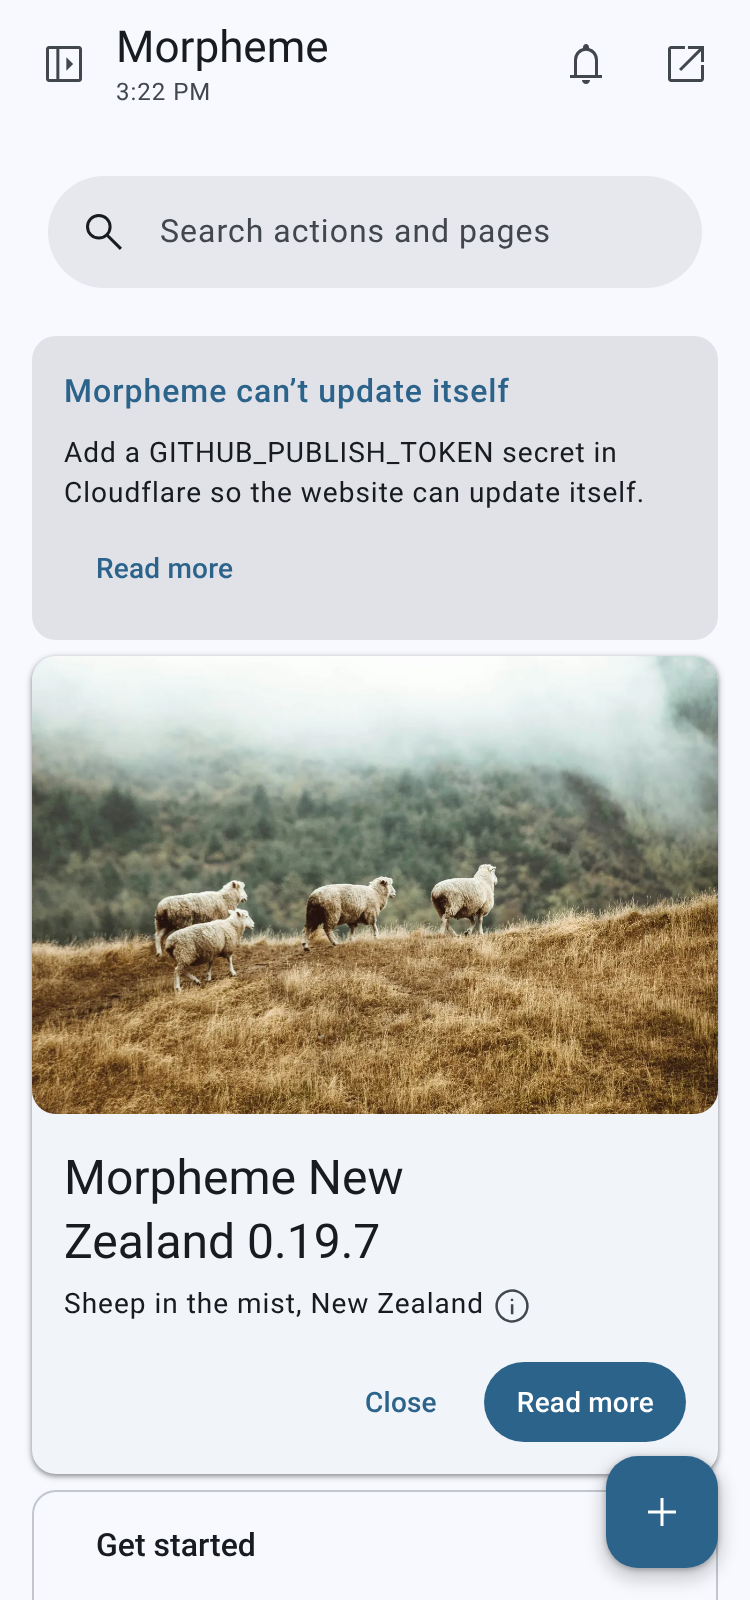 Morpheme
3:22 PM
Search actions and pages
Morpheme can’t update itself
Add a GITHUB_PUBLISH_TOKEN secret in
Cloudflare so the website can update itself.
Read more
Morpheme New
Zealand 0.19.7
Sheep in the mist, New Zealand
Close
Read more
Get started